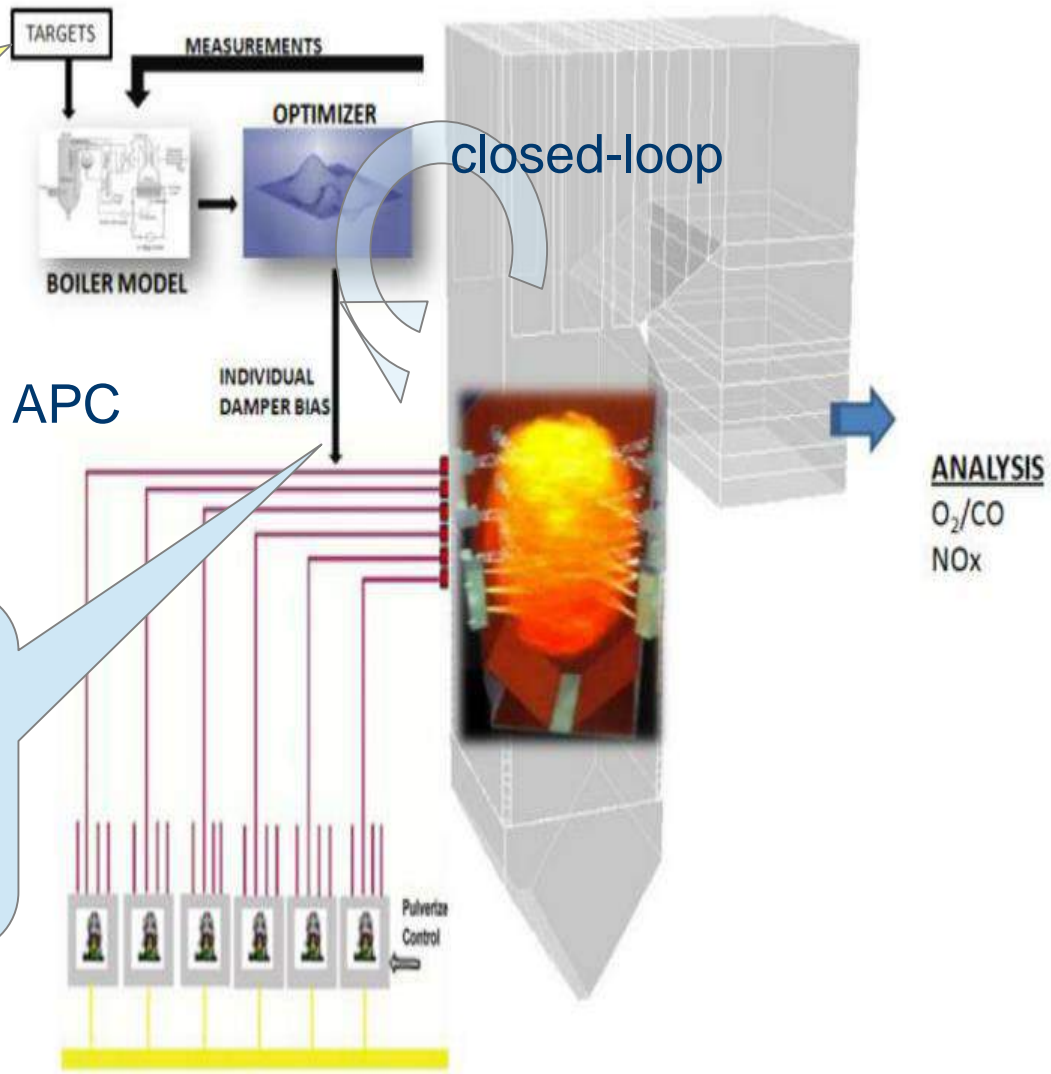 TARGETS
MEASUREMENTS
OPTIMIZER
closed-loop
BOILER MODEL
INDIVIDUAL
DAMPER BIAS
APC
ANALYSIS
O₂/CO
NOx
Pulverize
Control